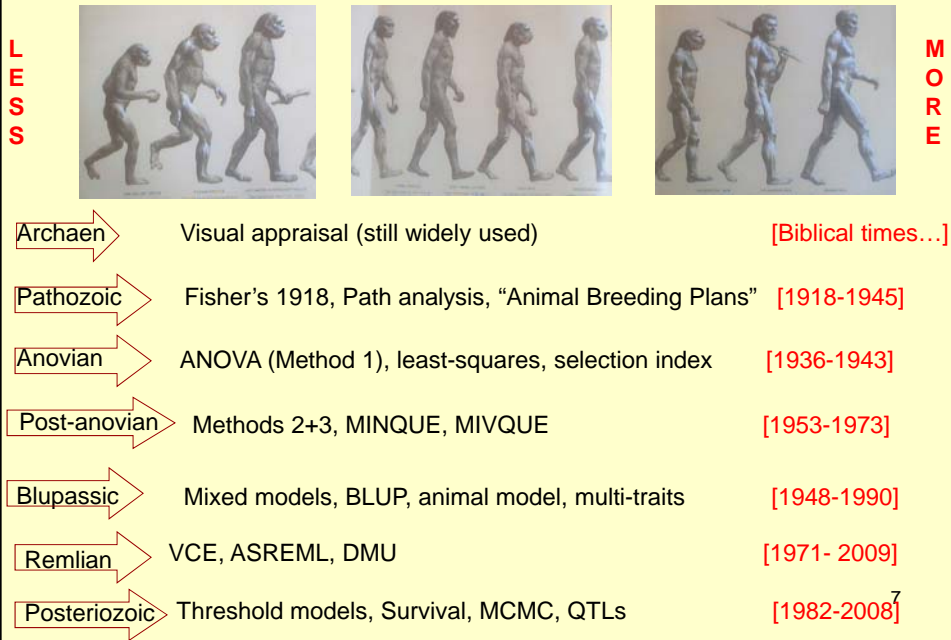 LESS
MORE
Archaen Visual appraisal (still widely used) [Biblical times…]
Pathozoic Fisher's 1918, Path analysis, “Animal Breeding Plans” [1918-1945]
Anovian ANOVA (Method 1), least-squares, selection index [1936-1943]
Post-anovian Methods 2+3, MINQUE, MIVQUE [1953-1973]
Blupassic Mixed models, BLUP, animal model, multi-traits [1948-1990]
Remlian VCE, ASREML, DMU [1971- 2009]
Posteriozoic Threshold models, Survival, MCMC, QTLs [1982-2008]
7